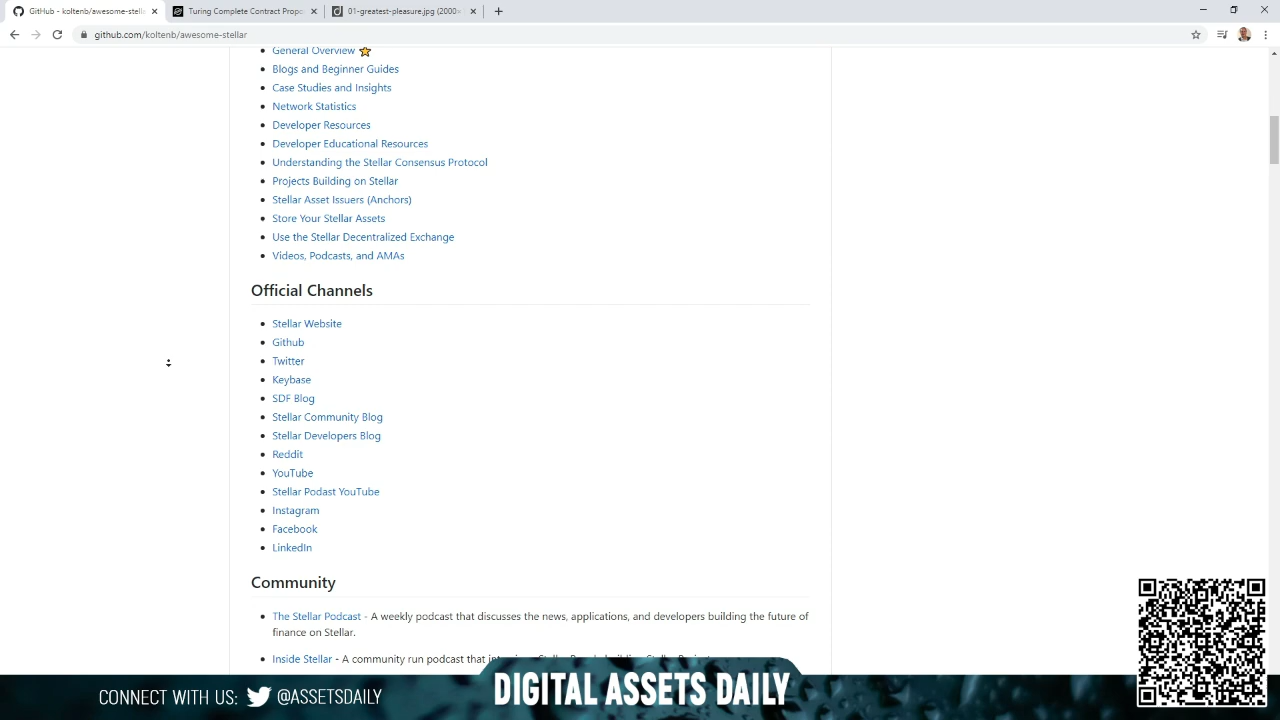 GitHub - koltenb/awesome-stell
Turing Complete Contract Propo
01-greatest-pleasure.jpg (2000×
github.com/koltenb/awesome-stellar
General Overview
Blogs and Beginner Guides
Case Studies and Insights
Network Statistics
Developer Resources
Developer Educational Resources
Understanding the Stellar Consensus Protocol
Projects Building on Stellar
Stellar Asset Issuers (Anchors)
Store Your Stellar Assets
Use the Stellar Decentralized Exchange
Videos, Podcasts, and AMAs
Official Channels
Stellar Website
Github
Twitter
Keybase
SDF Blog
Stellar Community Blog
Stellar Developers Blog
Reddit
YouTube
Stellar Podast YouTube
Instagram
Facebook
LinkedIn
Community
The Stellar Podcast - A weekly podcast that discusses the news, applications, and developers building the future of
finance on Stellar.
Inside Stellar - A community run podcast that
CONNECT WITH US: @ASSETSDAILY
DIGITAL ASSETS DAILY